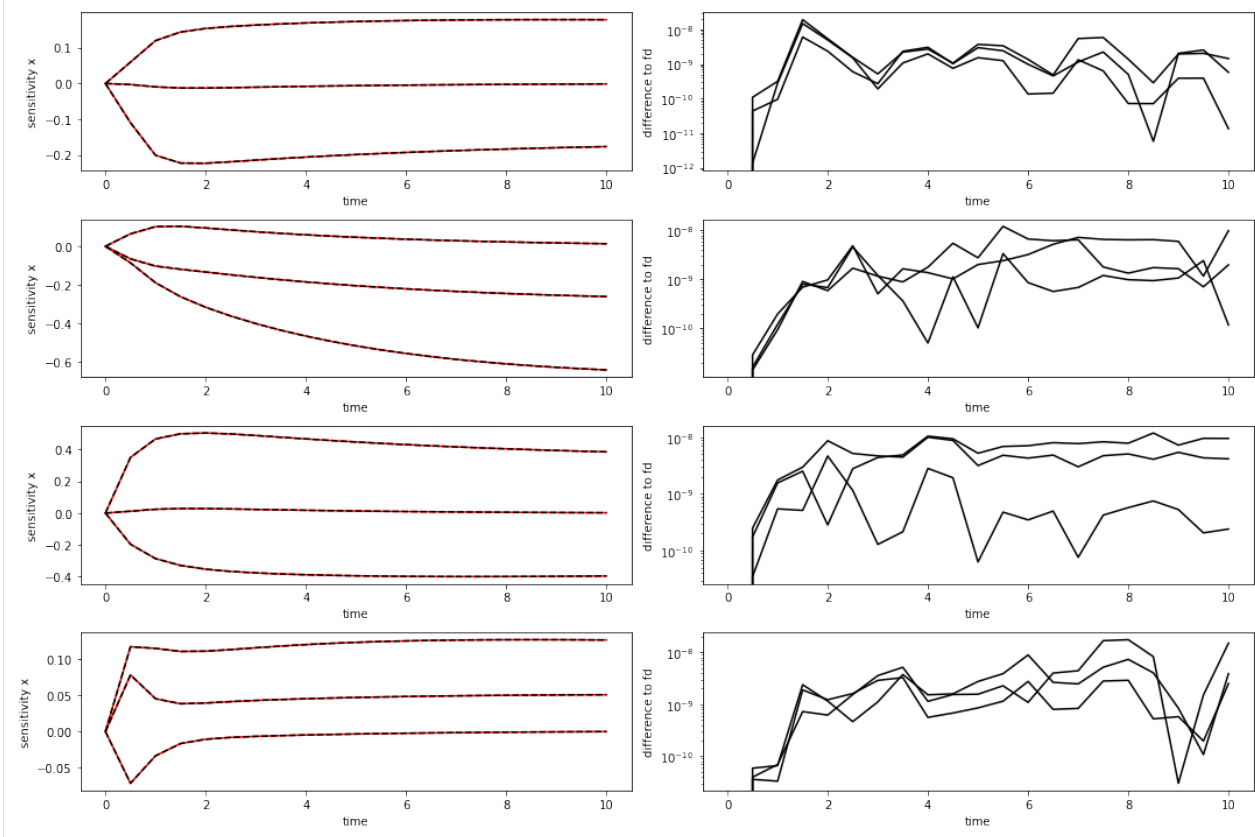 sensitivity x
0.1
0.0
−0.1
−0.2
0 2 4 6 8 10
time
difference to fd
10⁻⁸
10⁻⁹
10⁻¹⁰
10⁻¹¹
10⁻¹²
0 2 4 6 8 10
time
sensitivity x
0.0
−0.2
−0.4
−0.6
0 2 4 6 8 10
time
difference to fd
10⁻⁸
10⁻⁹
10⁻¹⁰
0 2 4 6 8 10
time
sensitivity x
0.4
0.2
0.0
−0.2
−0.4
0 2 4 6 8 10
time
difference to fd
10⁻⁸
10⁻⁹
10⁻¹⁰
0 2 4 6 8 10
time
sensitivity x
0.10
0.05
0.00
−0.05
0 2 4 6 8 10
time
difference to fd
10⁻⁸
10⁻⁹
10⁻¹⁰
0 2 4 6 8 10
time